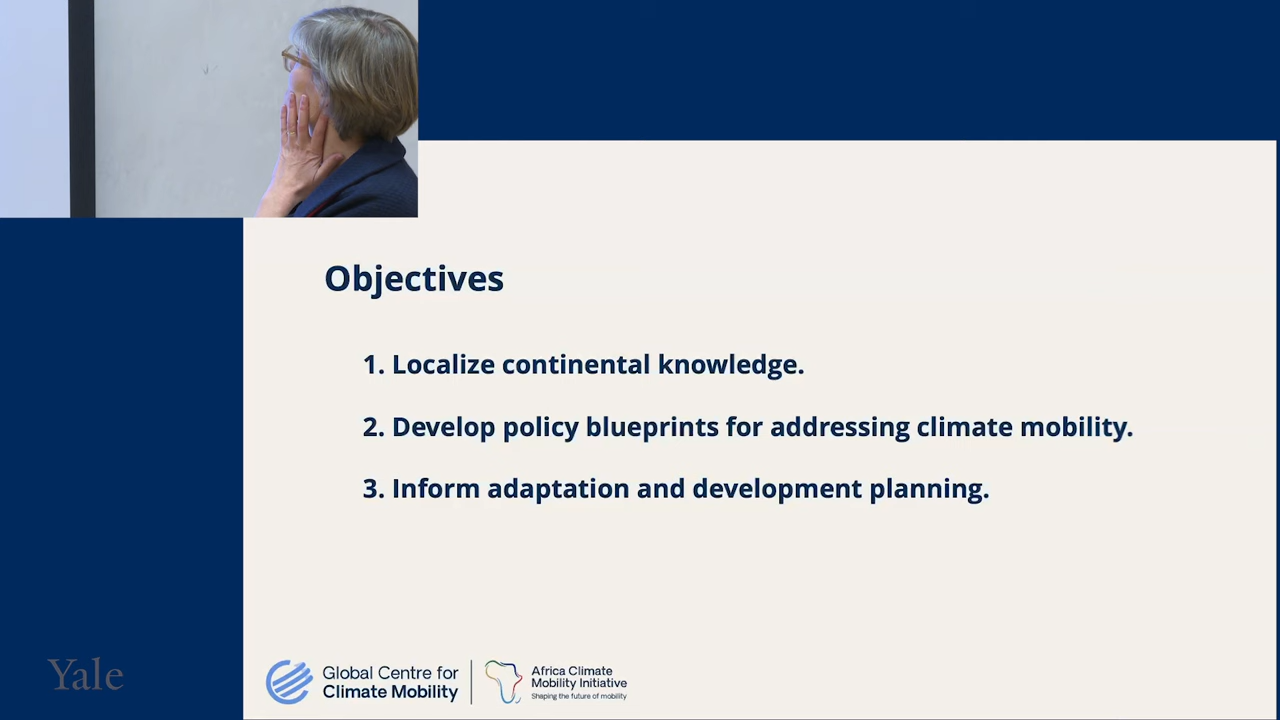 Objectives
1. Localize continental knowledge.
2. Develop policy blueprints for addressing climate mobility.
3. Inform adaptation and development planning.
Yale
Global Centre for
Climate Mobility
Africa Climate
Mobility Initiative
Shaping the future of mobility